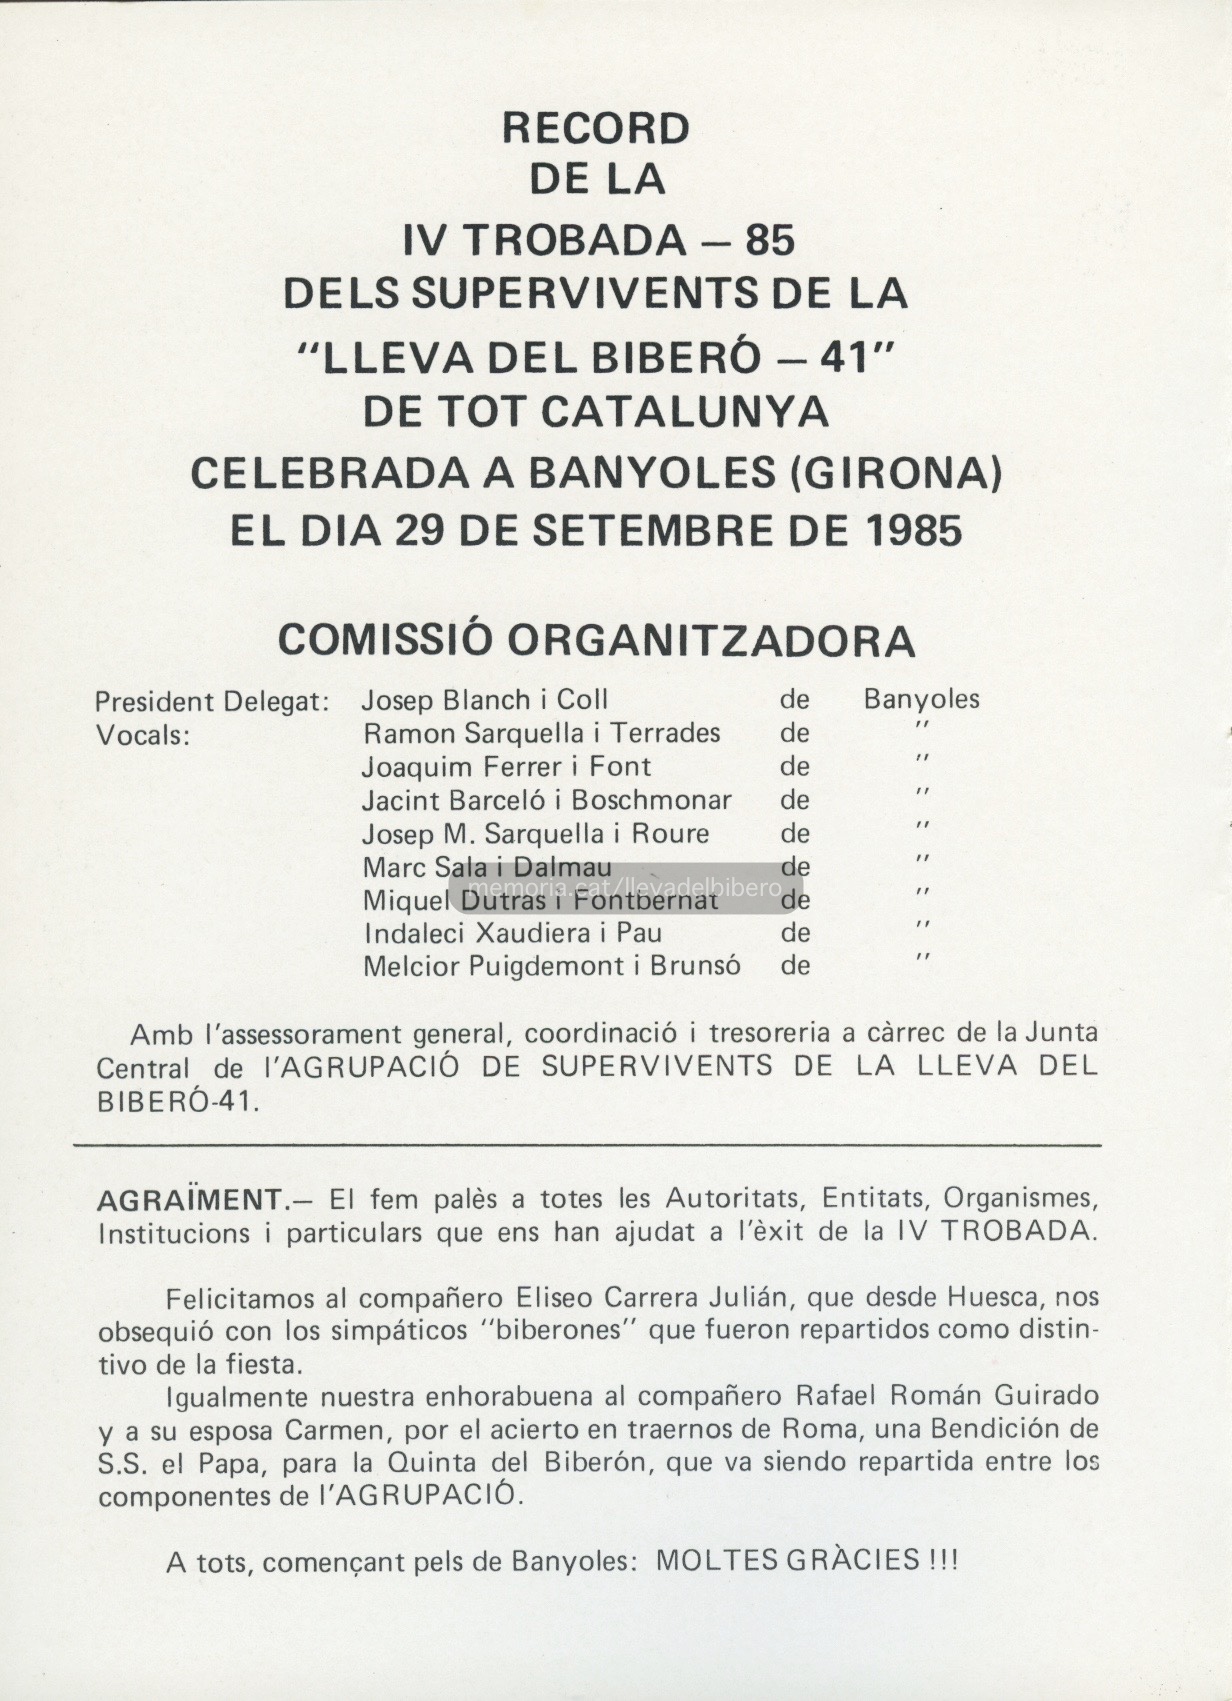 RECORD
DE LA
IV TROBADA – 85
DELS SUPERVIVENTS DE LA
"LLEVA DEL BIBERÓ – 41"
DE TOT CATALUNYA
CELEBRADA A BANYOLES (GIRONA)
EL DIA 29 DE SETEMBRE DE 1985
COMISSIÓ ORGANITZADORA
President Delegat: Josep Blanch i Coll de Banyoles
Vocals: Ramon Sarquella i Terrades de "
Joaquim Ferrer i Font de "
Jacint Barceló i Boschmonar de "
Josep M. Sarquella i Roure de "
Marc Sala i Dalmau de "
memoria.cat/llevadelbibero
Miquel Dutras i Fontbernat de "
Indaleci Xaudiera i Pau de "
Melcior Puigdemont i Brunsó de "
Amb l'assessorament general, coordinació i tresoreria a càrrec de la Junta
Central de l'AGRUPACIÓ DE SUPERVIVENTS DE LA LLEVA DEL
BIBERÓ-41.
AGRAÏMENT.– El fem palès a totes les Autoritats, Entitats, Organismes,
Institucions i particulars que ens han ajudat a l'èxit de la IV TROBADA.
Felicitamos al compañero Eliseo Carrera Julián, que desde Huesca, nos
obsequió con los simpáticos "biberones" que fueron repartidos como distin-
tivo de la fiesta.
Igualmente nuestra enhorabuena al compañero Rafael Román Guirado
y a su esposa Carmen, por el acierto en traernos de Roma, una Bendición de
S.S. el Papa, para la Quinta del Biberón, que va siendo repartida entre los
componentes de l'AGRUPACIÓ.
A tots, començant pels de Banyoles: MOLTES GRÀCIES !!!